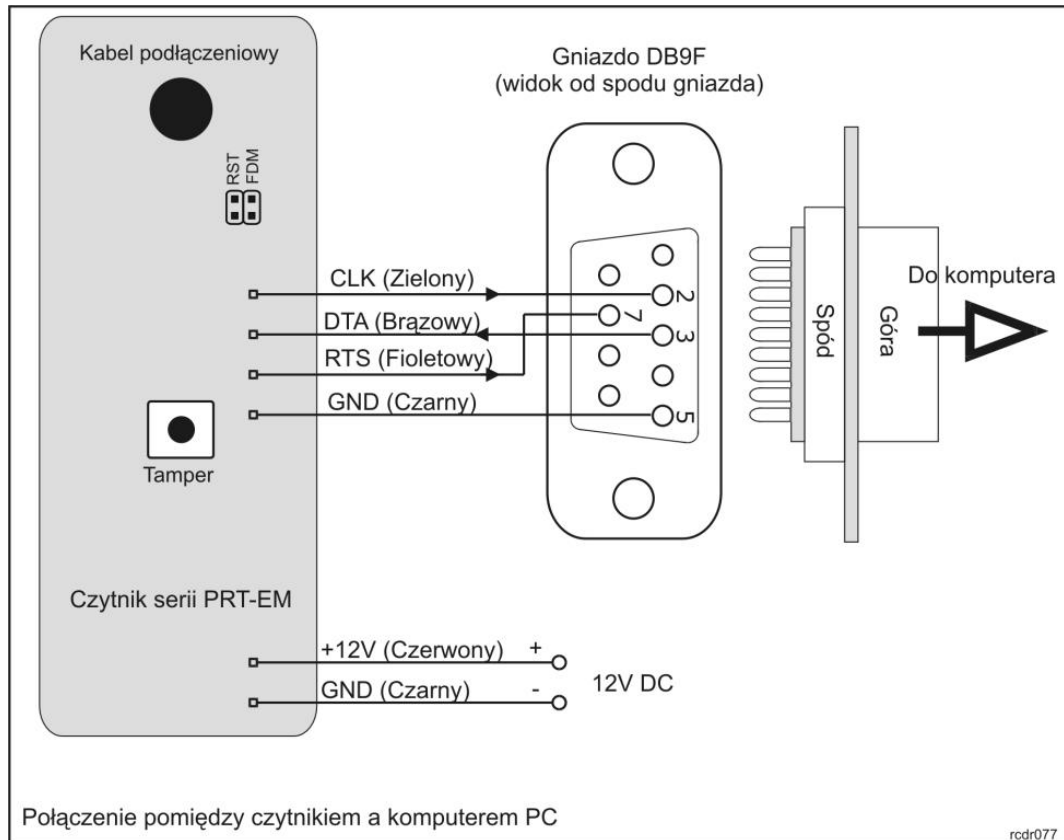 Kabel podłączeniowy
Gniazdo DB9F
(widok od spodu gniazda)
RST
FDM
CLK (Zielony)
DTA (Brązowy)
RTS (Fioletowy)
GND (Czarny)
2
7
3
5
Spód
Góra
Do komputera
Tamper
Czytnik serii PRT-EM
+12V (Czerwony) +
GND (Czarny) -
12V DC
Połączenie pomiędzy czytnikiem a komputerem PC
rcdr077